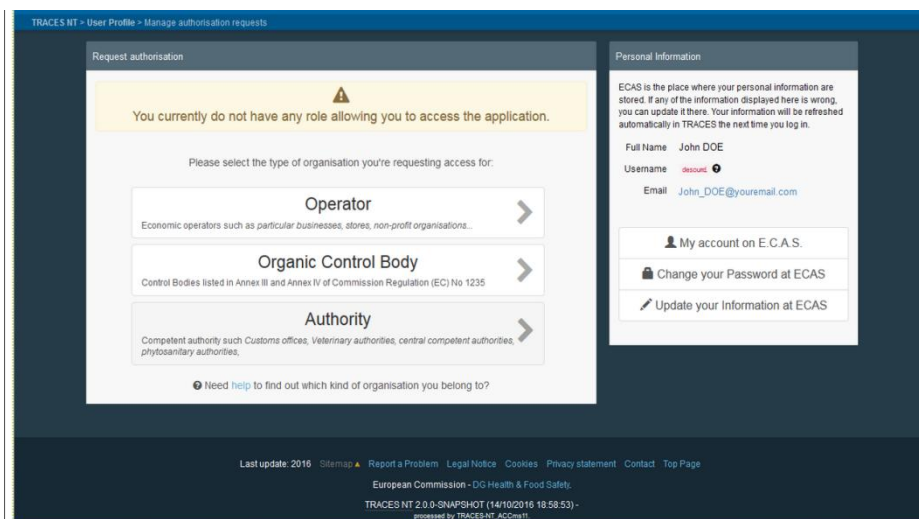 TRACES NT > User Profile > Manage authorisation requests
Request authorisation
You currently do not have any role allowing you to access the application.
Please select the type of organisation you're requesting access for:
Operator
Economic operators such as particular businesses, stores, non-profit organisations...
Organic Control Body
Control Bodies listed in Annex III and Annex IV of Commission Regulation (EC) No 1235
Authority
Competent authority such Customs offices, Veterinary authorities, central competent authorities,
phytosanitary authorities,
Need help to find out which kind of organisation you belong to?
Personal Information
ECAS is the place where your personal information are
stored. If any of the information displayed here is wrong,
you can update it there. Your information will be refreshed
automatically in TRACES the next time you log in.
Full Name John DOE
Username
Email John_DOE@youremail.com
My account on E.C.A.S.
Change your Password at ECAS
Update your Information at ECAS
Last update: 2016 Sitemap Report a Problem Legal Notice Cookies Privacy statement Contact Top Page
European Commission - DG Health & Food Safety.
TRACES NT 2.0.0-SNAPSHOT (14/10/2016 18:58:53) -
processed by TRACES-NT_ACCms11.